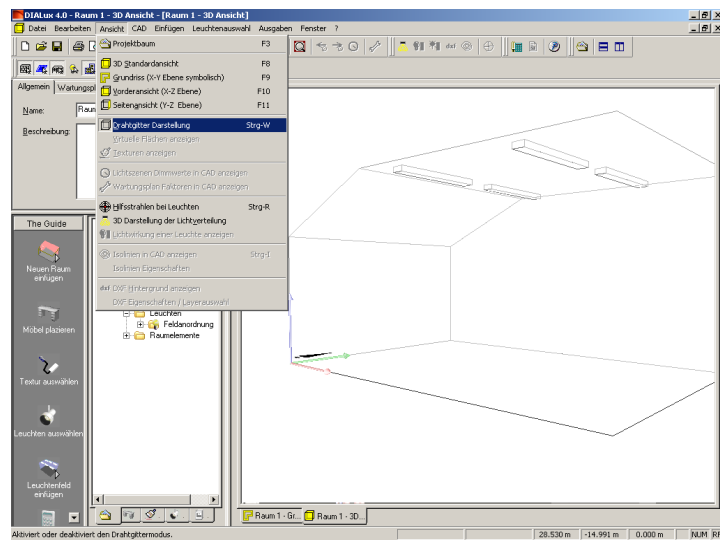 DIALux 4.0 - Raum 1 - 3D Ansicht - [Raum 1 - 3D Ansicht]
Datei Bearbeiten Ansicht CAD Einfügen Leuchtenauswahl Ausgaben Fenster ?
Projektbaum F3
3D Standardansicht F8
Grundriss (X-Y Ebene symbolisch) F9
Vorderansicht (X-Z Ebene) F10
Seitenansicht (Y-Z Ebene) F11
Drahtgitter Darstellung Strg-W
Virtuelle Flächen anzeigen
Texturen anzeigen
Lichtszenen Dimmwerte in CAD anzeigen
Wartungsplan Faktoren in CAD anzeigen
Hilfsstrahlen bei Leuchten Strg-R
3D Darstellung der Lichtverteilung
Lichtwirkung einer Leuchte anzeigen
Isolinien in CAD anzeigen Strg-I
Isolinien Eigenschaften
dxf DXF Hintergrund anzeigen
DXF Eigenschaften / Layerauswahl
dxf
Allgemein Wartungspl
Name: Raum
Beschreibung:
The Guide
Neuen Raum
einfügen
Möbel plazieren
Textur auswählen
Leuchten auswählen
Leuchtenfeld
einfügen
Leuchten
Feldanordnung
Raumelemente
Raum 1 - Gr... Raum 1 - 3D...
Aktiviert oder deaktiviert den Drahtgittermodus.
28.530 m -14.991 m 0.000 m NUM RF